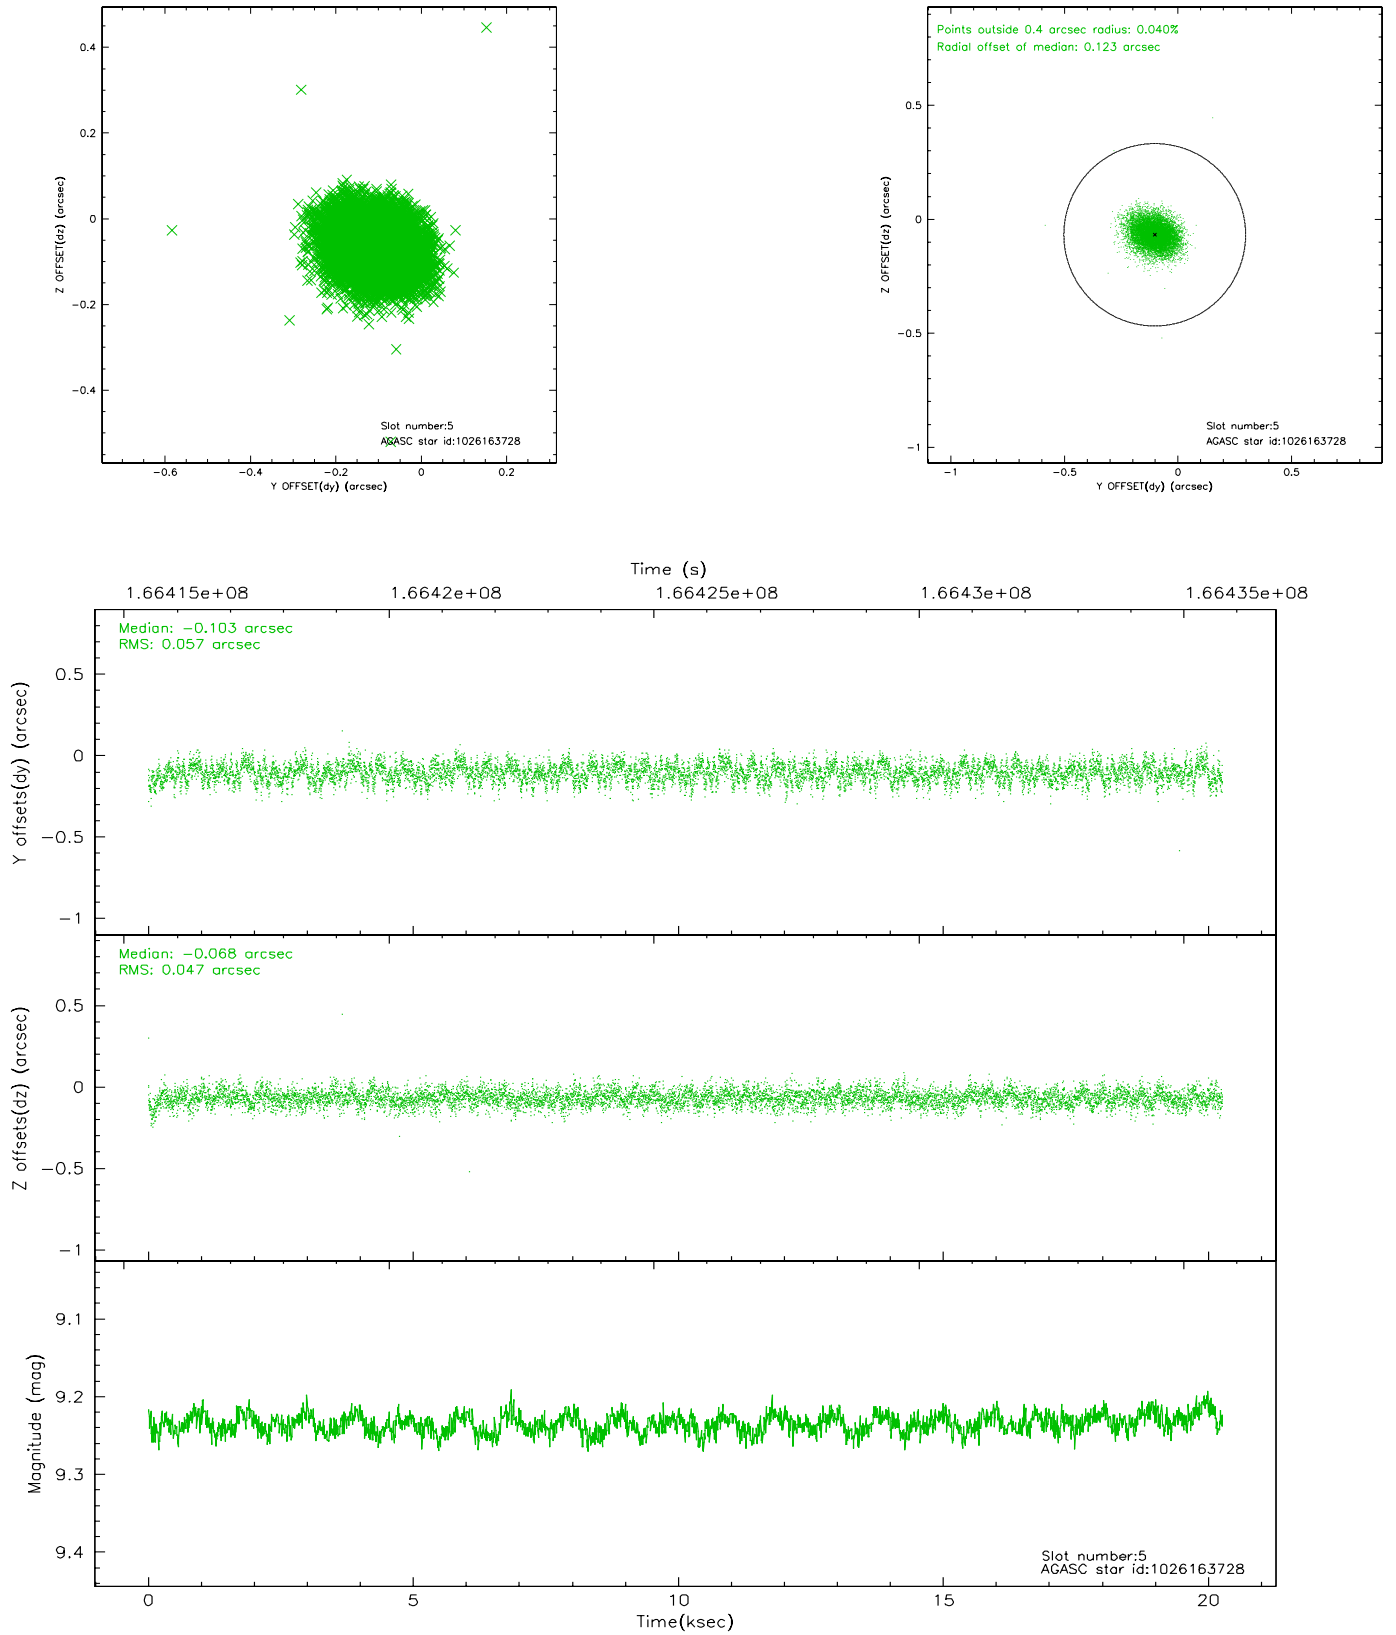 0.4
0.2
0
−0.2
−0.4
Z OFFSET(dz) (arcsec)
Slot number:5
AGASC star id:1026163728
−0.6
−0.4
−0.2
0
0.2
Y OFFSET(dy) (arcsec)
Points outside 0.4 arcsec radius: 0.040%
Radial offset of median: 0.123 arcsec
0.5
0
−0.5
−1
Z OFFSET(dz) (arcsec)
Slot number:5
AGASC star id:1026163728
−1
−0.5
0
0.5
Y OFFSET(dy) (arcsec)
Time (s)
1.66415e+08
1.6642e+08
1.66425e+08
1.6643e+08
1.66435e+08
Median: −0.103 arcsec
RMS: 0.057 arcsec
0.5
0
−0.5
−1
Y offsets(dy) (arcsec)
Median: −0.068 arcsec
RMS: 0.047 arcsec
0.5
0
−0.5
−1
Z offsets(dz) (arcsec)
9.1
9.2
9.3
9.4
Magnitude (mag)
Slot number:5
AGASC star id:1026163728
0
5
10
15
20
Time(ksec)